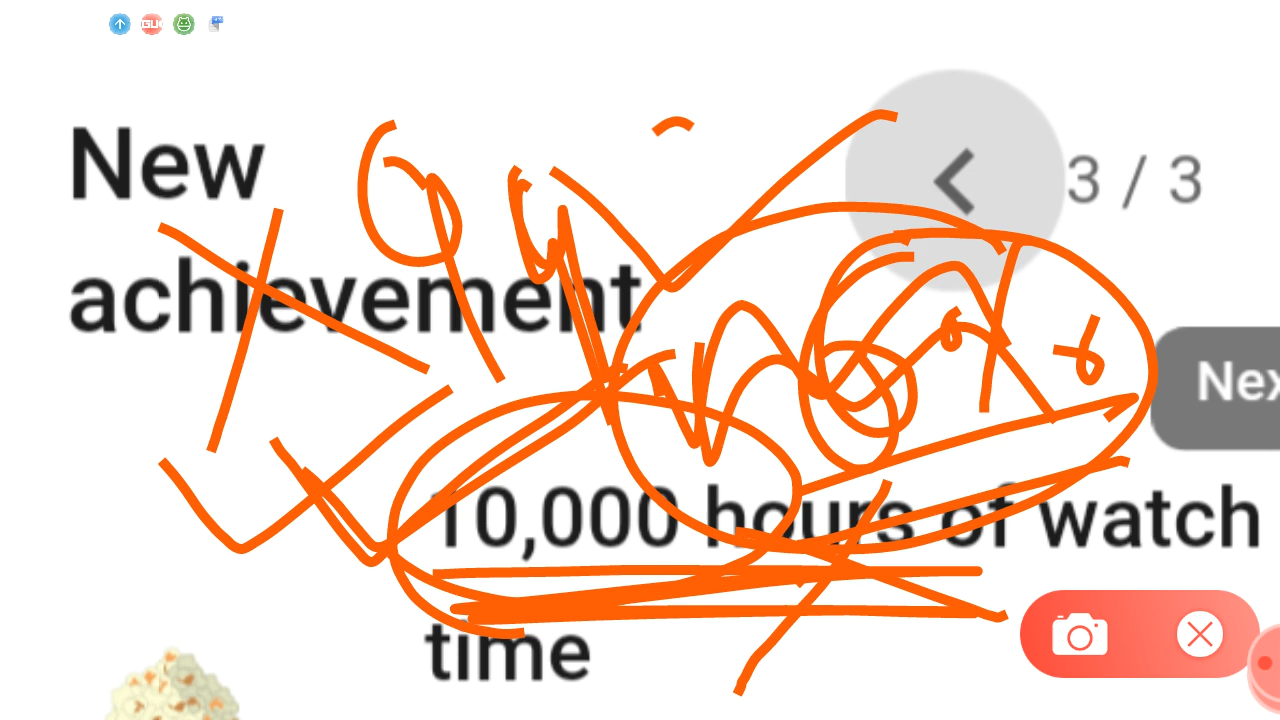 New
3 / 3
achievement
Nex
10,000 hours of watch
time